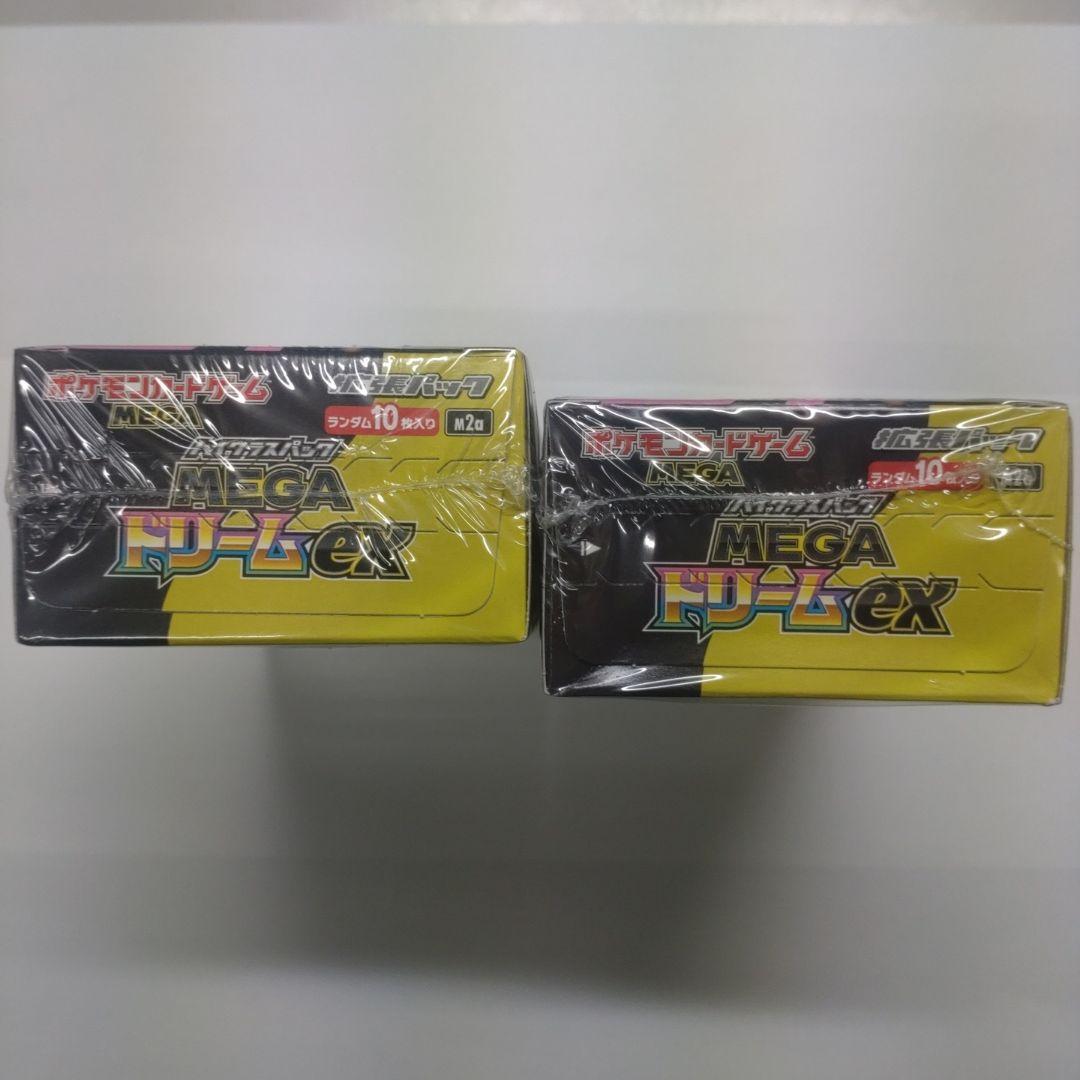 ポケモンカードゲーム
MEGA
拡張パック
ランダム10枚入り
M2a
ハイクラスパック
MEGA
ドリームex
ポケモンカードゲーム
MEGA
拡張パック
ランダム10枚入り
M2a
ハイクラスパック
MEGA
ドリームex